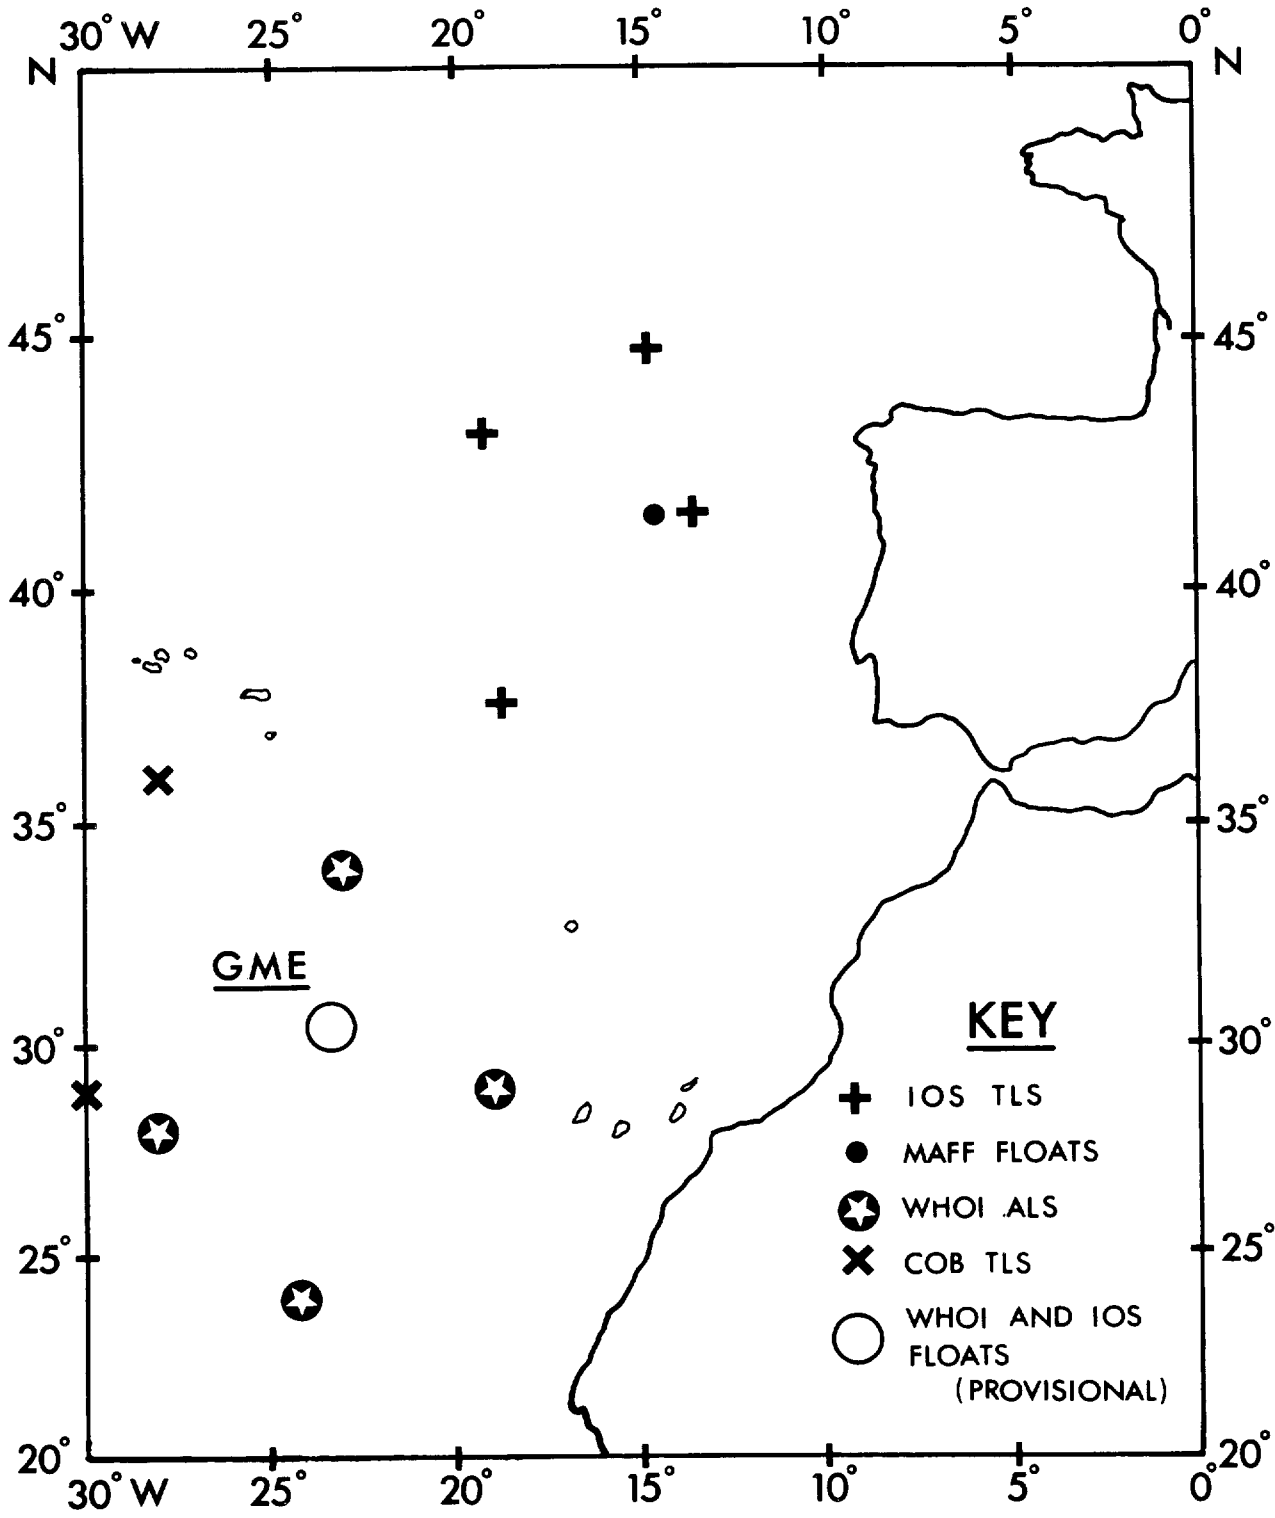 30° W 25° 20° 15° 10° 5° 0°
N N
45° 45°
40° 40°
35° 35°
GME
KEY
30° 30°
IOS TLS
MAFF FLOATS
WHOI ALS
25° 25°
COB TLS
WHOI AND IOS
FLOATS
(PROVISIONAL)
20° 20°
30° W 25° 20° 15° 10° 5° 0°